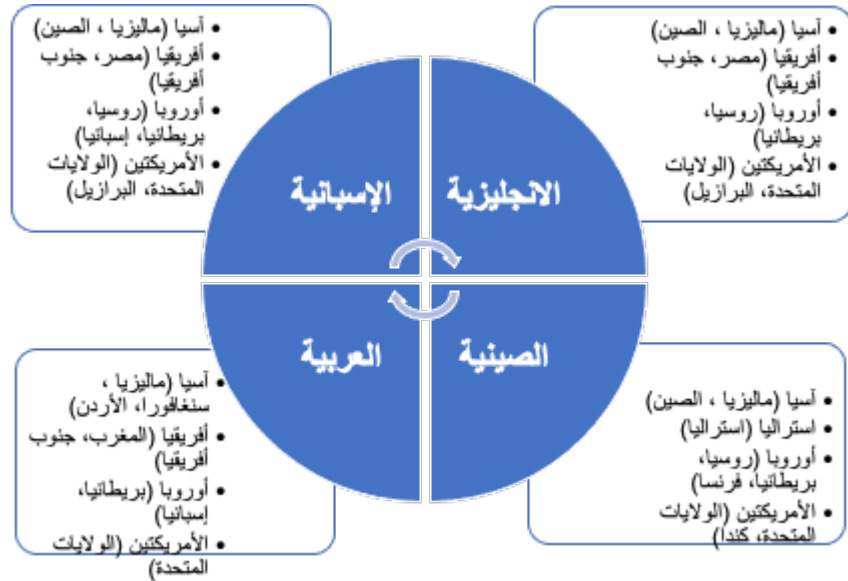 • آسيا (ماليزيا ، الصين)
• أفريقيا (مصر، جنوب
أفريقيا)
• أوروبا (روسيا،
بريطانيا)
• الأمريكتين (الولايات
المتحدة، البرازيل)
• آسيا (ماليزيا ، الصين)
• أفريقيا (مصر، جنوب
أفريقيا)
• أوروبا (روسيا،
بريطانيا، إسبانيا)
• الأمريكتين (الولايات
المتحدة، البرازيل)
الانجليزية
الإسبانية
الصينية
العربية
• آسيا (ماليزيا ، الصين)
• استراليا (استراليا)
• أوروبا (روسيا،
بريطانيا، فرنسا)
• الأمريكتين (الولايات
المتحدة، كندا)
• آسيا (ماليزيا ،
سنغافورا، الأردن)
• أفريقيا (المغرب، جنوب
أفريقيا)
• أوروبا (بريطانيا،
إسبانيا)
• الأمريكتين (الولايات
المتحدة)